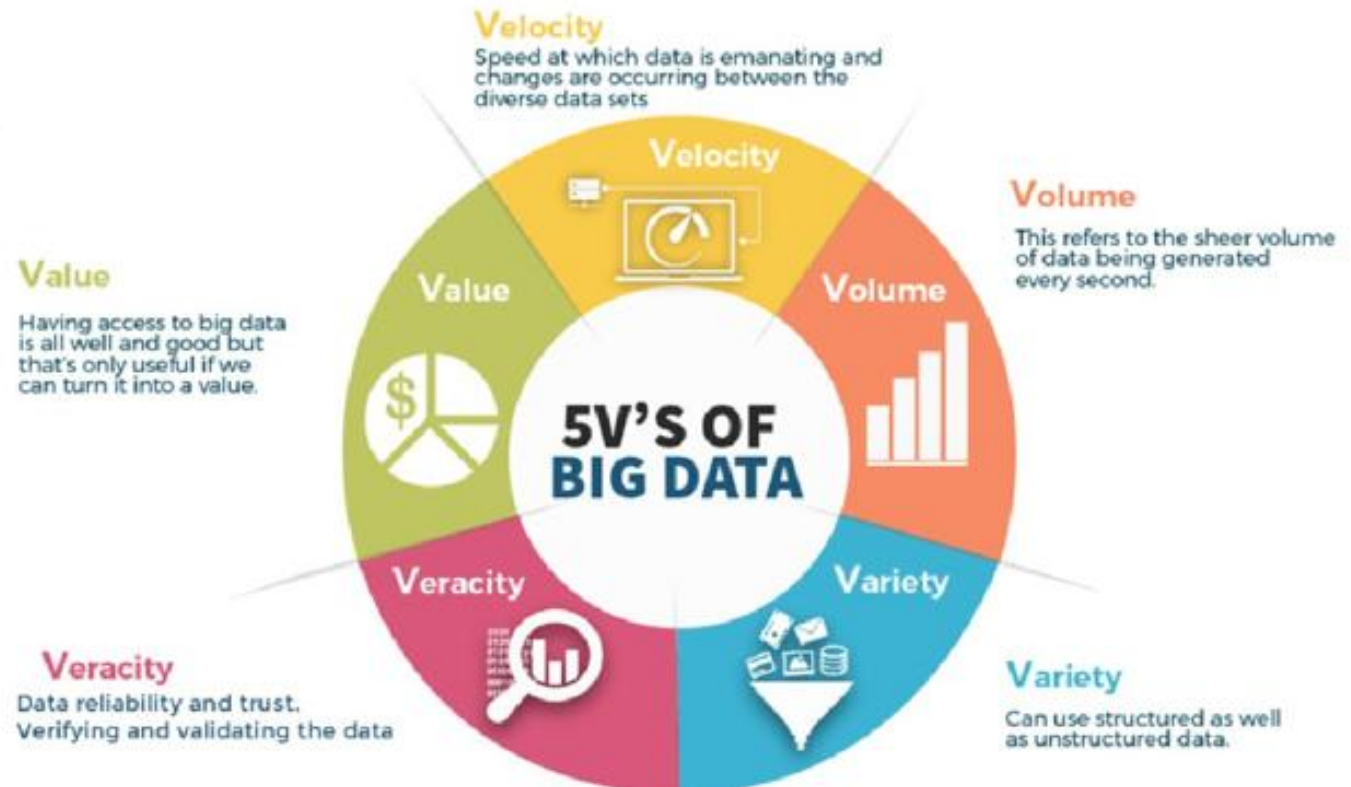 Velocity
Speed at which data is emanating and
changes are occurring between the
diverse data sets
Velocity
Volume
This refers to the sheer volume
of data being generated
every second.
Volume
Value
Having access to big data
is all well and good but
that's only useful if we
can turn it into a value.
Value
$
5V'S OF
BIG DATA
Veracity
Variety
Veracity
Data reliability and trust.
Verifying and validating the data
Variety
Can use structured as well
as unstructured data.